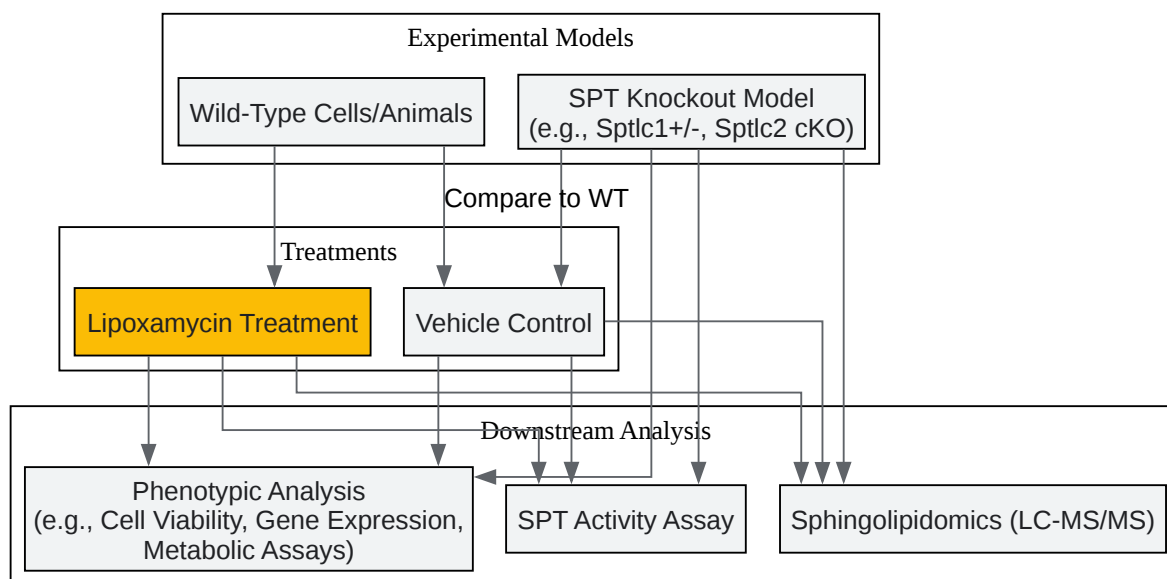 Experimental Models
Wild-Type Cells/Animals
SPT Knockout Model
(e.g., Sptlc1+/-, Sptlc2 cKO)
Compare to WT
Treatments
Lipoxamycin Treatment
Vehicle Control
Downstream Analysis
Phenotypic Analysis
(e.g., Cell Viability, Gene Expression,
Metabolic Assays)
SPT Activity Assay
Sphingolipidomics (LC-MS/MS)